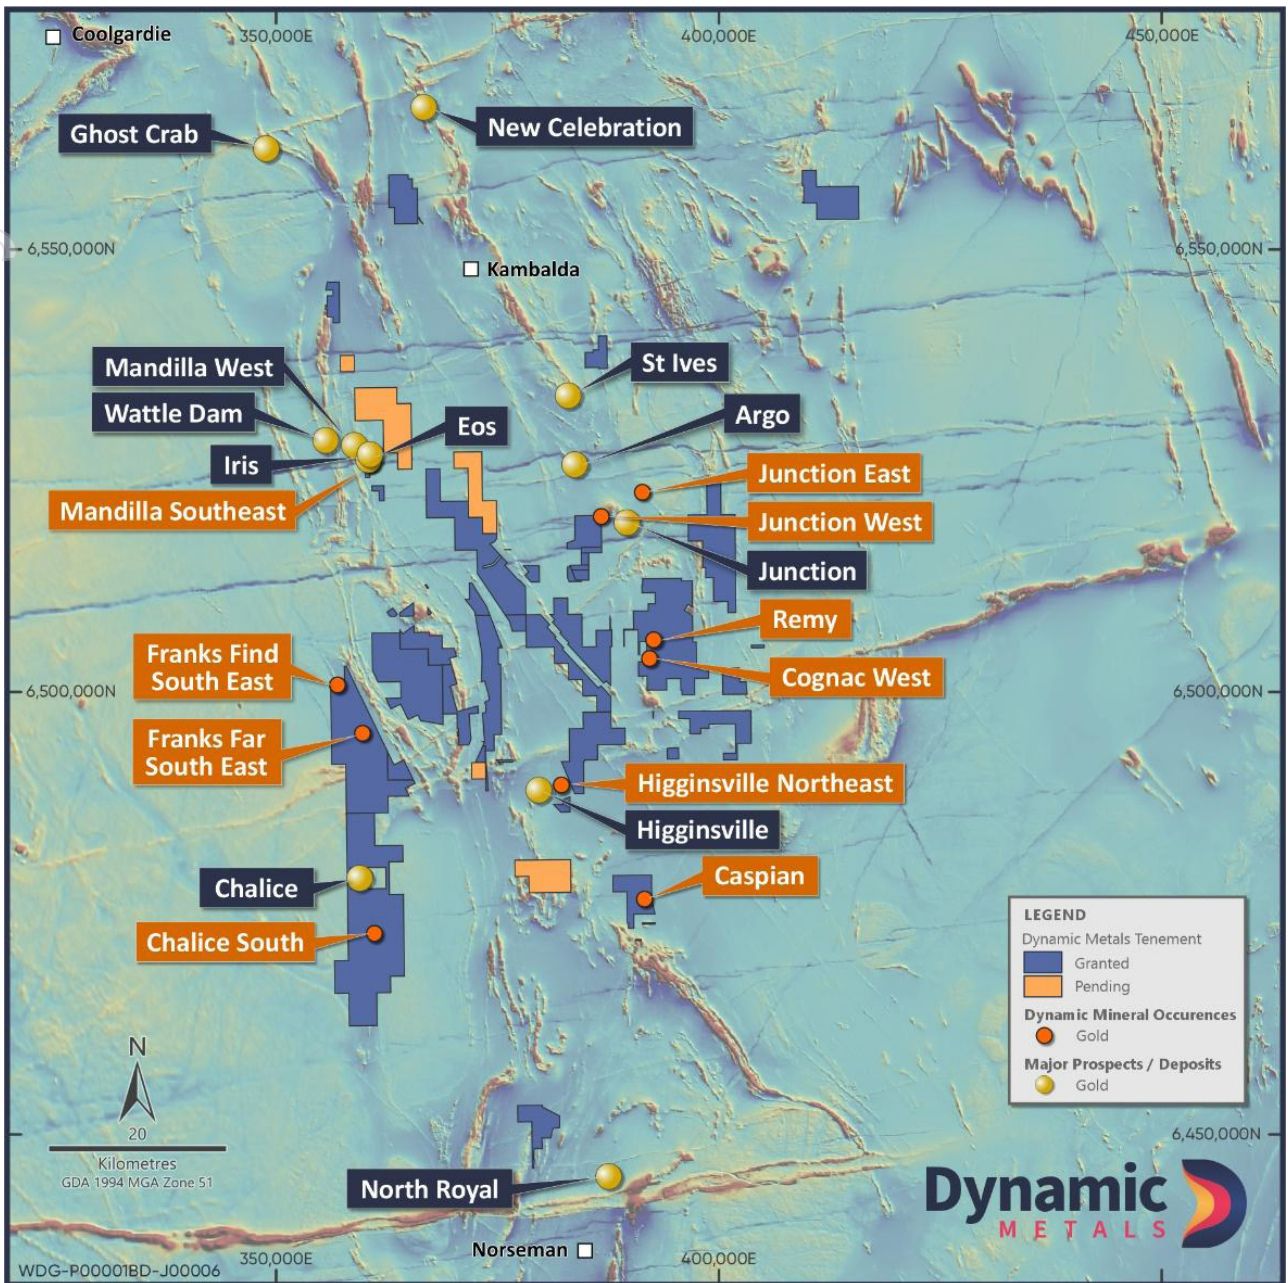 Coolgardie
350,000E
400,000E
450,000E
Ghost Crab
New Celebration
6,550,000N
6,550,000N
Kambalda
Mandilla West
St Ives
Wattle Dam
Eos
Argo
Iris
Junction East
Mandilla Southeast
Junction West
Junction
Remy
Franks Find
South East
Cognac West
6,500,000N
6,500,000N
Franks Far
South East
Higginsville Northeast
Higginsville
Chalice
Caspian
Chalice South
LEGEND
Dynamic Metals Tenement
Granted
Pending
Dynamic Mineral Occurences
Gold
Major Prospects / Deposits
Gold
N
20
Kilometres
GDA 1994 MGA Zone 51
6,450,000N
North Royal
Dynamic
METALS
Norseman
350,000E
400,000E
WDG-P00001BD-J00006